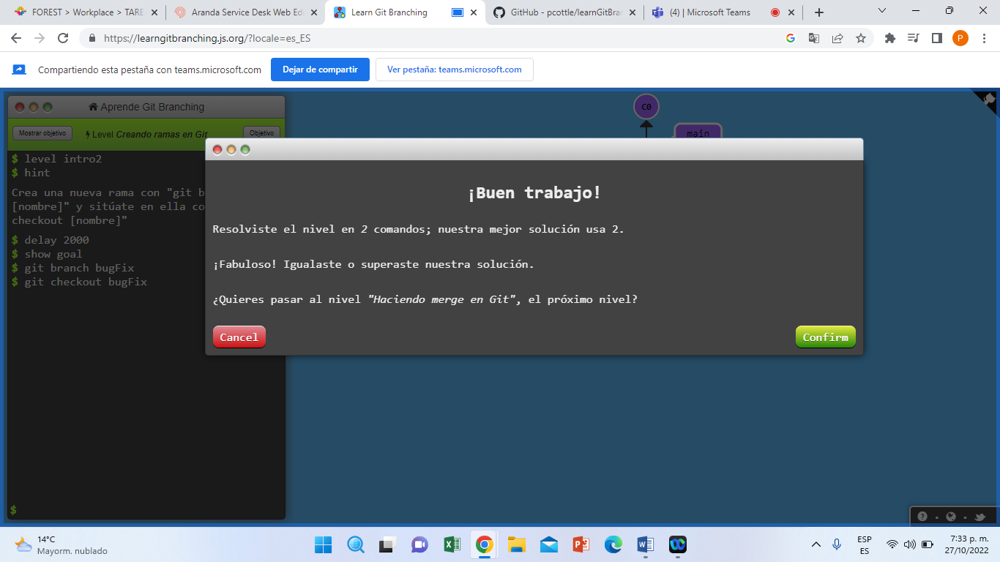 FOREST > Workplace > TARE
Aranda Service Desk Web Ed
Learn Git Branching
GitHub - pcottle/learnGitBra
(4) | Microsoft Teams
https://learngitbranching.js.org/?locale=es_ES
P
Compartiendo esta pestaña con teams.microsoft.com
Dejar de compartir
Ver pestaña: teams.microsoft.com
Aprende Git Branching
Mostrar objetivo
Level Creando ramas en Git
Objetivo
C0
main
$ level intro2
$ hint
Crea una nueva rama con "git b
[nombre]" y sitúate en ella co
checkout [nombre]"
$ delay 2000
$ show goal
$ git branch bugFix
$ git checkout bugFix
$
¡Buen trabajo!
Resolviste el nivel en 2 comandos; nuestra mejor solución usa 2.
¡Fabuloso! Igualaste o superaste nuestra solución.
¿Quieres pasar al nivel "Haciendo merge en Git", el próximo nivel?
Cancel
Confirm
14°C
Mayorm. nublado
ESP
ES
7:33 p. m.
27/10/2022